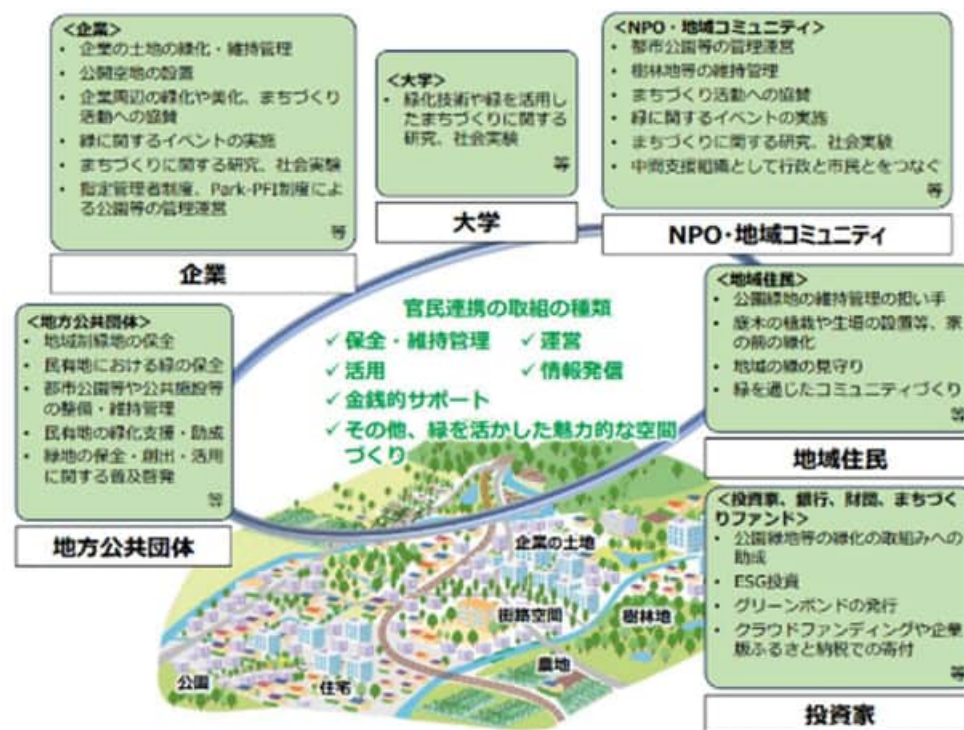 <企業>
• 企業の土地の緑化・維持管理
• 公開空地の設置
• 企業周辺の緑化や美化、まちづくり
活動への協賛
• 緑に関するイベントの実施
• まちづくりに関する研究、社会実験
• 指定管理者制度、Park-PFI制度によ
る公園等の管理運営
等
企業
<大学>
• 緑化技術や緑を活用し
たまちづくりに関する
研究、社会実験
等
大学
<NPO・地域コミュニティ>
• 都市公園等の管理運営
• 樹林地等の維持管理
• まちづくり活動への協賛
• 緑に関するイベントの実施
• まちづくりに関する研究、社会実験
• 中間支援組織として行政と市民とをつなぐ
等
NPO・地域コミュニティ
<地方公共団体>
• 地域制緑地の保全
• 民有地における緑の保全
• 都市公園等や公共施設等
の整備・維持管理
• 民有地の緑化支援・助成
• 緑地の保全・創出・活用
に関する普及啓発
等
地方公共団体
官民連携の取組の種類
✓ 保全・維持管理 ✓ 運営
✓ 活用 ✓ 情報発信
✓ 金銭的サポート
✓ その他、緑を活かした魅力的な空間
づくり
<地域住民>
• 公園緑地の維持管理の担い手
• 庭木の植栽や生垣の設置等、家
の前の緑化
• 地域の緑の見守り
• 緑を通じたコミュニティづくり
等
地域住民
<投資家、銀行、財団、まちづく
りファンド>
• 公園緑地等の緑化の取組みへの
助成
• ESG投資
• グリーンボンドの発行
• クラウドファンディングや企業
版ふるさと納税での寄付
等
投資家
企業の土地
街路空間
樹林地
農地
公園
住宅